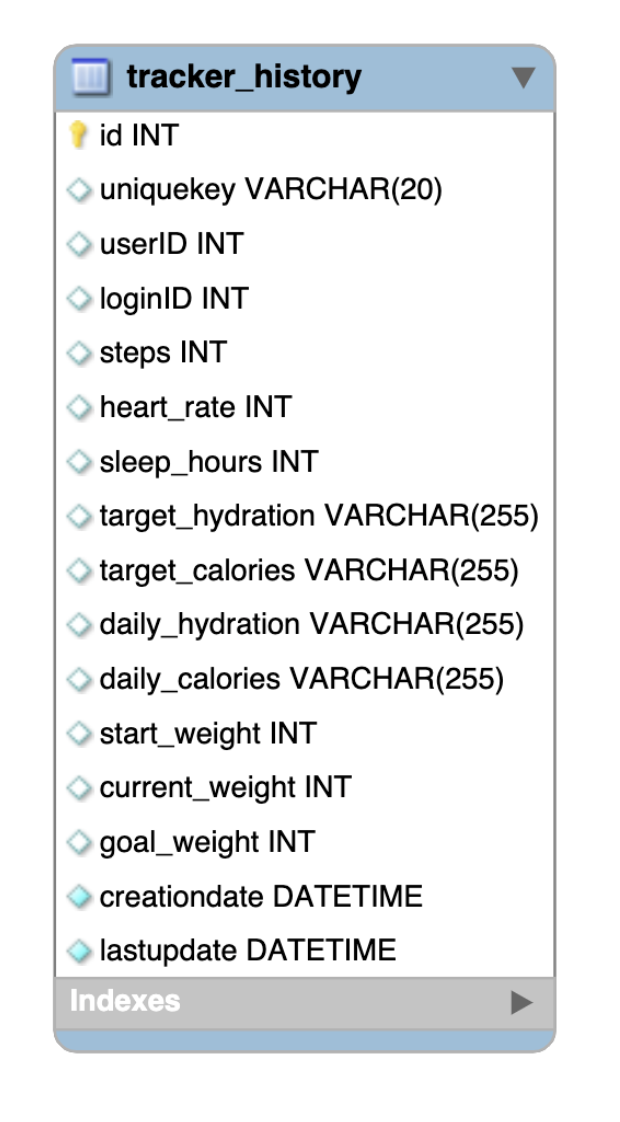 tracker_history
id INT
uniquekey VARCHAR(20)
userID INT
loginID INT
steps INT
heart_rate INT
sleep_hours INT
target_hydration VARCHAR(255)
target_calories VARCHAR(255)
daily_hydration VARCHAR(255)
daily_calories VARCHAR(255)
start_weight INT
current_weight INT
goal_weight INT
creationdate DATETIME
lastupdate DATETIME
Indexes